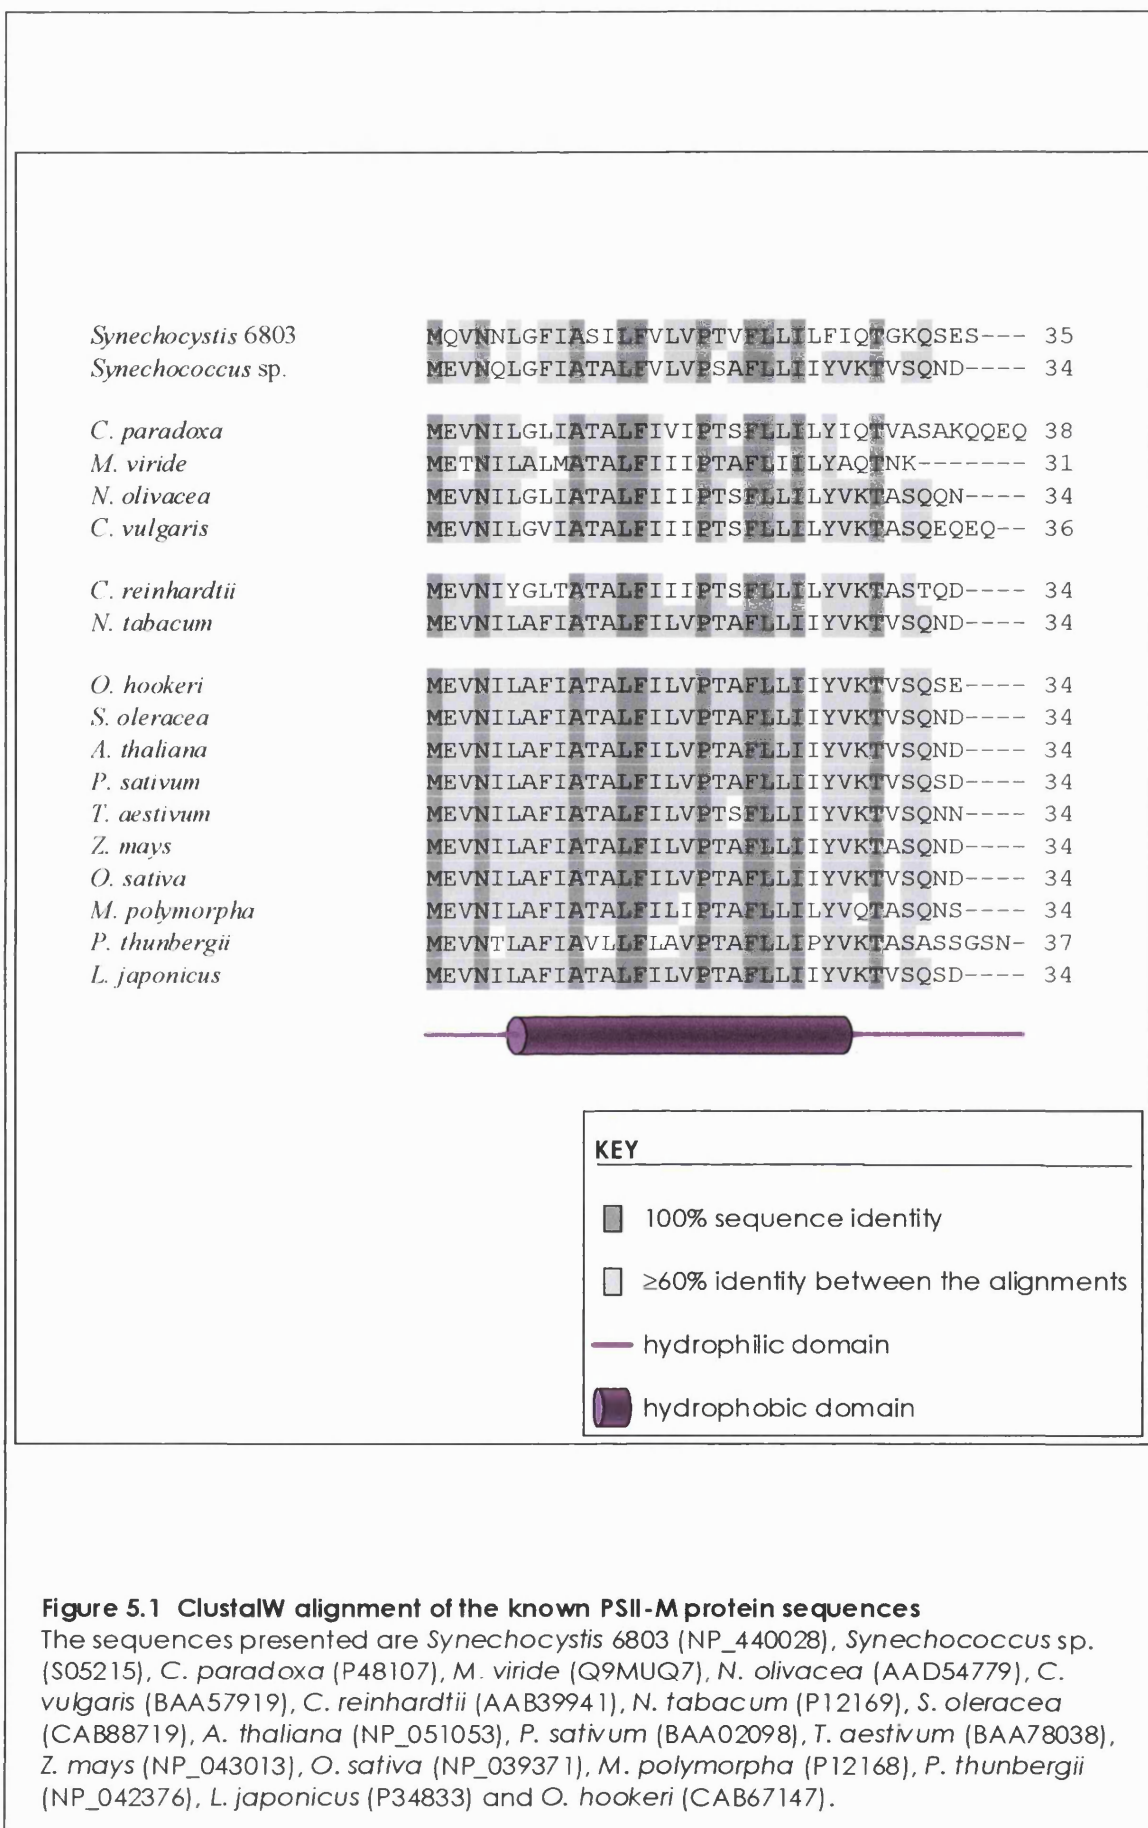 Synechocystis 6803 MQVNNLGFIASILFVLVPTVFLLILFIQTGKQSES--- 35
Synechococcus sp. MEVNQLGFIATALFVLVPSAFLLIIYVKTVSQND---- 34
C. paradoxa MEVNILGLIATALFIVIPTSFLLILYIQTVASAKQQEQ 38
M. viride METNILALMATALFIIIPTAFLIILYAQTNK------- 31
N. olivacea MEVNILGLIATALFIIIPTSFLLILYVKTASQQN---- 34
C. vulgaris MEVNILGVIATALFIIIPTSFLLILYVKTASQEQEQ-- 36
C. reinhardtii MEVNIYGLTATALFIIIPTSFLLILYVKTASTQD---- 34
N. tabacum MEVNILAFIATALFILVPTAFLLIIYVKTVSQND---- 34
O. hookeri MEVNILAFIATALFILVPTAFLLIIYVKTVSQSE---- 34
S. oleracea MEVNILAFIATALFILVPTAFLLIIYVKTVSQND---- 34
A. thaliana MEVNILAFIATALFILVPTAFLLIIYVKTVSQND---- 34
P. sativum MEVNILAFIATALFILVPTAFLLIIYVKTVSQSD---- 34
T. aestivum MEVNILAFIATALFILVPTSFLLIIYVKTVSQNN---- 34
Z. mays MEVNILAFIATALFILVPTAFLLIIYVKTASQND---- 34
O. sativa MEVNILAFIATALFILVPTAFLLIIYVKTVSQND---- 34
M. polymorpha MEVNILAFIATALFILIPTAFLLILYVQTASQNS---- 34
P. thunbergii MEVNTLAFIAVLLFLAVPTAFLLIPYVKTASASSGSN- 37
L. japonicus MEVNILAFIATALFILVPTAFLLIIYVKTVSQSD---- 34
KEY
100% sequence identity
≥60% identity between the alignments
hydrophilic domain
hydrophobic domain
Figure 5.1 ClustalW alignment of the known PSII-M protein sequences
The sequences presented are Synechocystis 6803 (NP_440028), Synechococcus sp.
(S05215), C. paradoxa (P48107), M. viride (Q9MUQ7), N. olivacea (AAD54779), C.
vulgaris (BAA57919), C. reinhardtii (AAB39941), N. tabacum (P12169), S. oleracea
(CAB88719), A. thaliana (NP_051053), P. sativum (BAA02098), T. aestivum (BAA78038),
Z. mays (NP_043013), O. sativa (NP_039371), M. polymorpha (P12168), P. thunbergii
(NP_042376), L. japonicus (P34833) and O. hookeri (CAB67147).